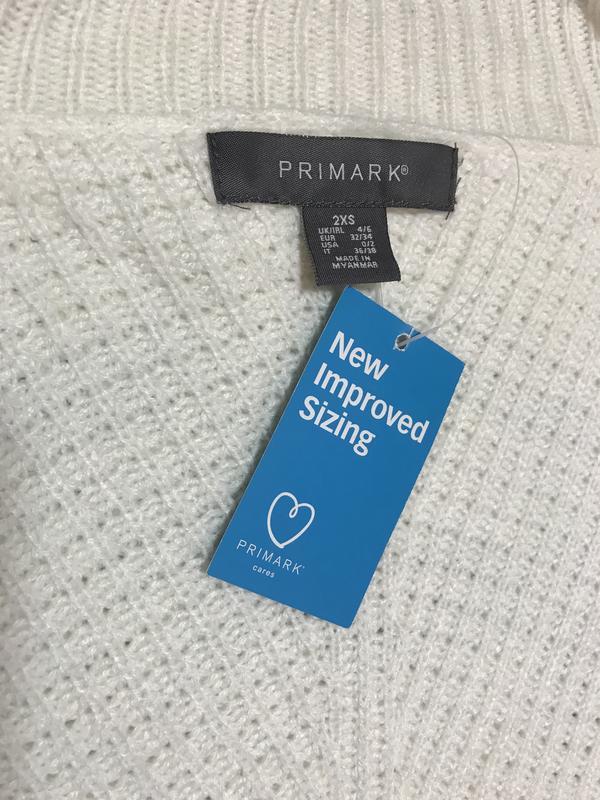 PRIMARK®
2XS
UK/IRL 4/6
EUR 32/34
USA 0/2
IT 36/38
MADE IN
MYANMAR
New
Improved
Sizing
PRIMARK®
cares